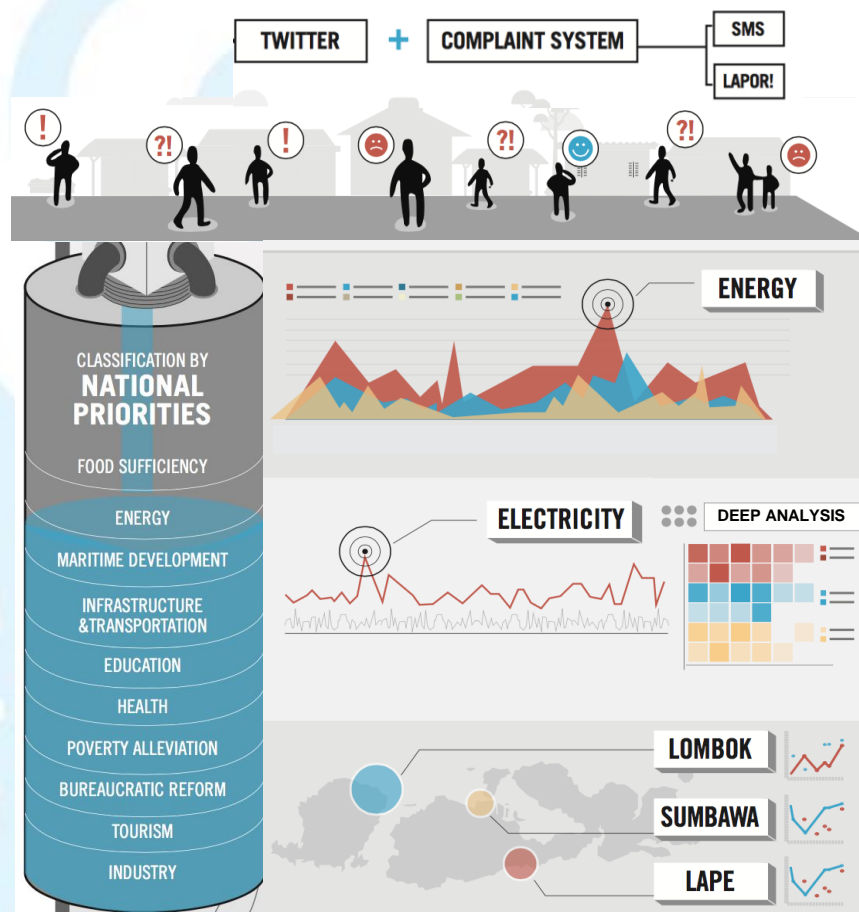 TWITTER
+
COMPLAINT SYSTEM
SMS
LAPOR!
!
?!
!
?!
?!
CLASSIFICATION BY
NATIONAL
PRIORITIES
FOOD SUFFICIENCY
ENERGY
MARITIME DEVELOPMENT
INFRASTRUCTURE
&TRANSPORTATION
EDUCATION
HEALTH
POVERTY ALLEVIATION
BUREAUCRATIC REFORM
TOURISM
INDUSTRY
ENERGY
ELECTRICITY
DEEP ANALYSIS
LOMBOK
SUMBAWA
LAPE